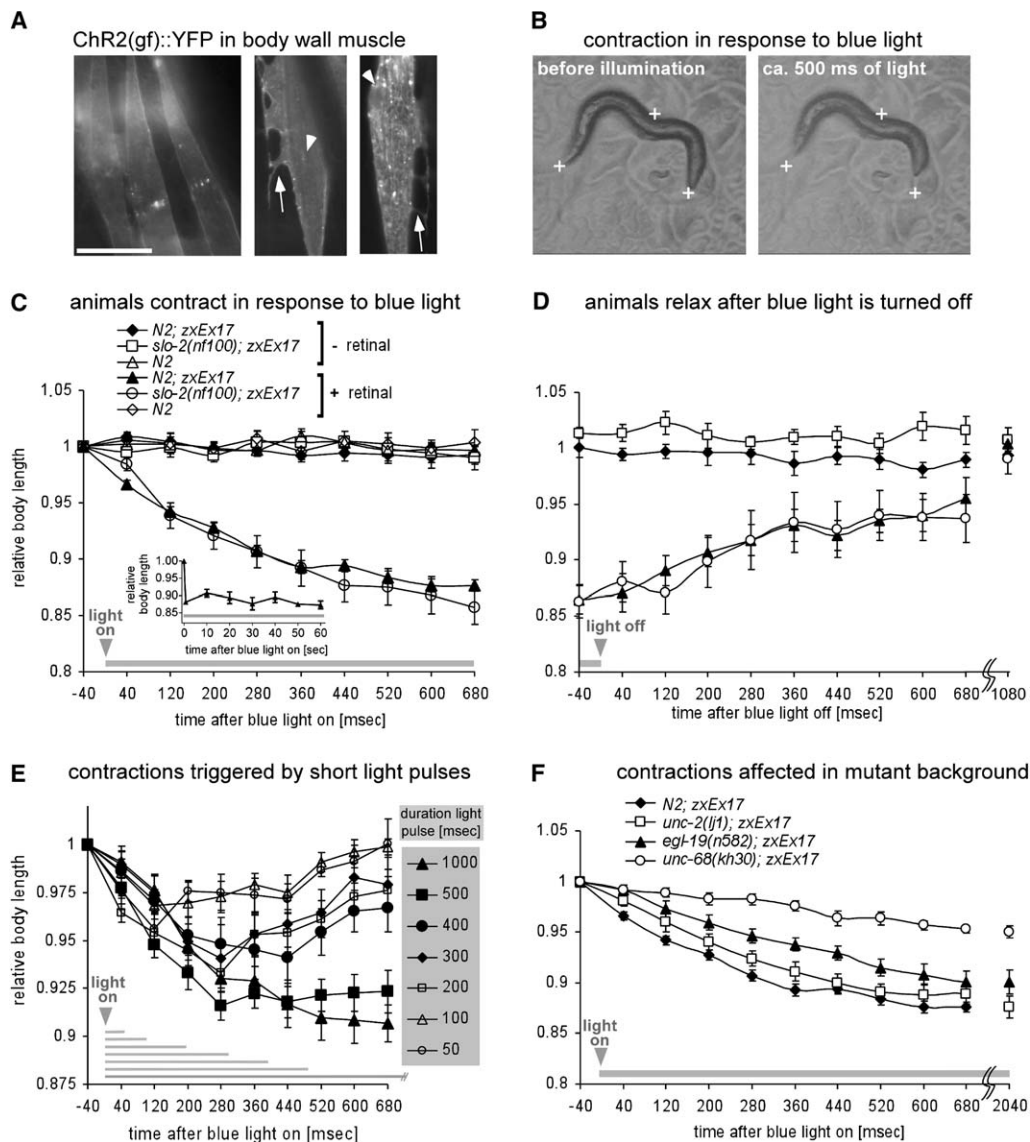 A
ChR2(gf)::YFP in body wall muscle
B
contraction in response to blue light
before illumination
ca. 500 ms of light
C
animals contract in response to blue light
N2; zxEx17
slo-2(nf100); zxEx17
N2
- retinal
N2; zxEx17
slo-2(nf100); zxEx17
N2
+ retinal
relative body length
1.05
1
0.95
0.9
0.85
0.8
light
on
relative
body length
1.00
0.95
0.90
0.85
0 10 20 30 40 50 60
time after blue light on [sec]
-40 40 120 200 280 360 440 520 600 680
time after blue light on [msec]
D
animals relax after blue light is turned off
1.05
1
0.95
0.9
0.85
0.8
light off
-40 40 120 200 280 360 440 520 600 680 1080
time after blue light off [msec]
E
contractions triggered by short light pulses
relative body length
1
0.975
0.95
0.925
0.9
0.875
light
on
duration light
pulse [msec]
1000
500
400
300
200
100
50
-40 40 120 200 280 360 440 520 600 680
time after blue light on [msec]
F
contractions affected in mutant background
N2; zxEx17
unc-2(lj1); zxEx17
egl-19(n582); zxEx17
unc-68(kh30); zxEx17
1.05
1.00
0.95
0.90
0.85
0.8
light
on
-40 40 120 200 280 360 440 520 600 680 2040
time after blue light on [msec]